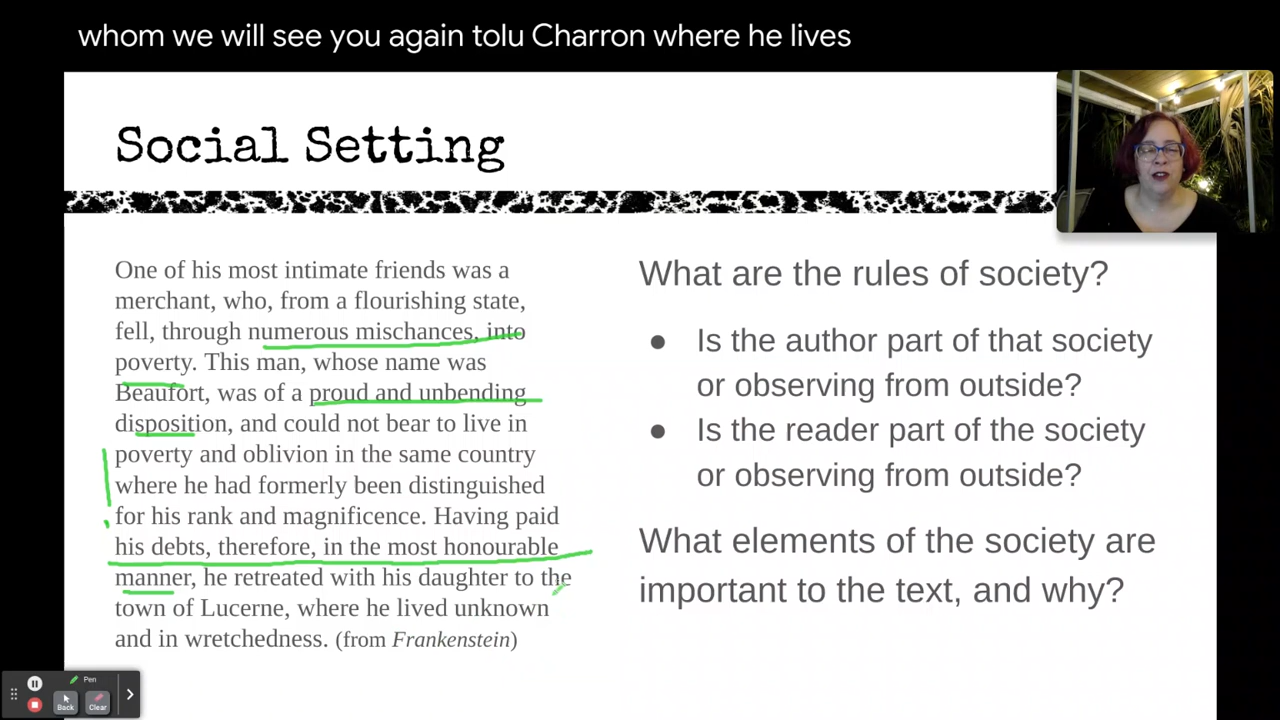 whom we will see you again tolu Charron where he lives
Social Setting
One of his most intimate friends was a
merchant, who, from a flourishing state,
fell, through numerous mischances, into
poverty. This man, whose name was
Beaufort, was of a proud and unbending
disposition, and could not bear to live in
poverty and oblivion in the same country
where he had formerly been distinguished
for his rank and magnificence. Having paid
his debts, therefore, in the most honourable
manner, he retreated with his daughter to the
town of Lucerne, where he lived unknown
and in wretchedness. (from Frankenstein)
What are the rules of society?
● Is the author part of that society
or observing from outside?
● Is the reader part of the society
or observing from outside?
What elements of the society are
important to the text, and why?
Pen
Back
Clear